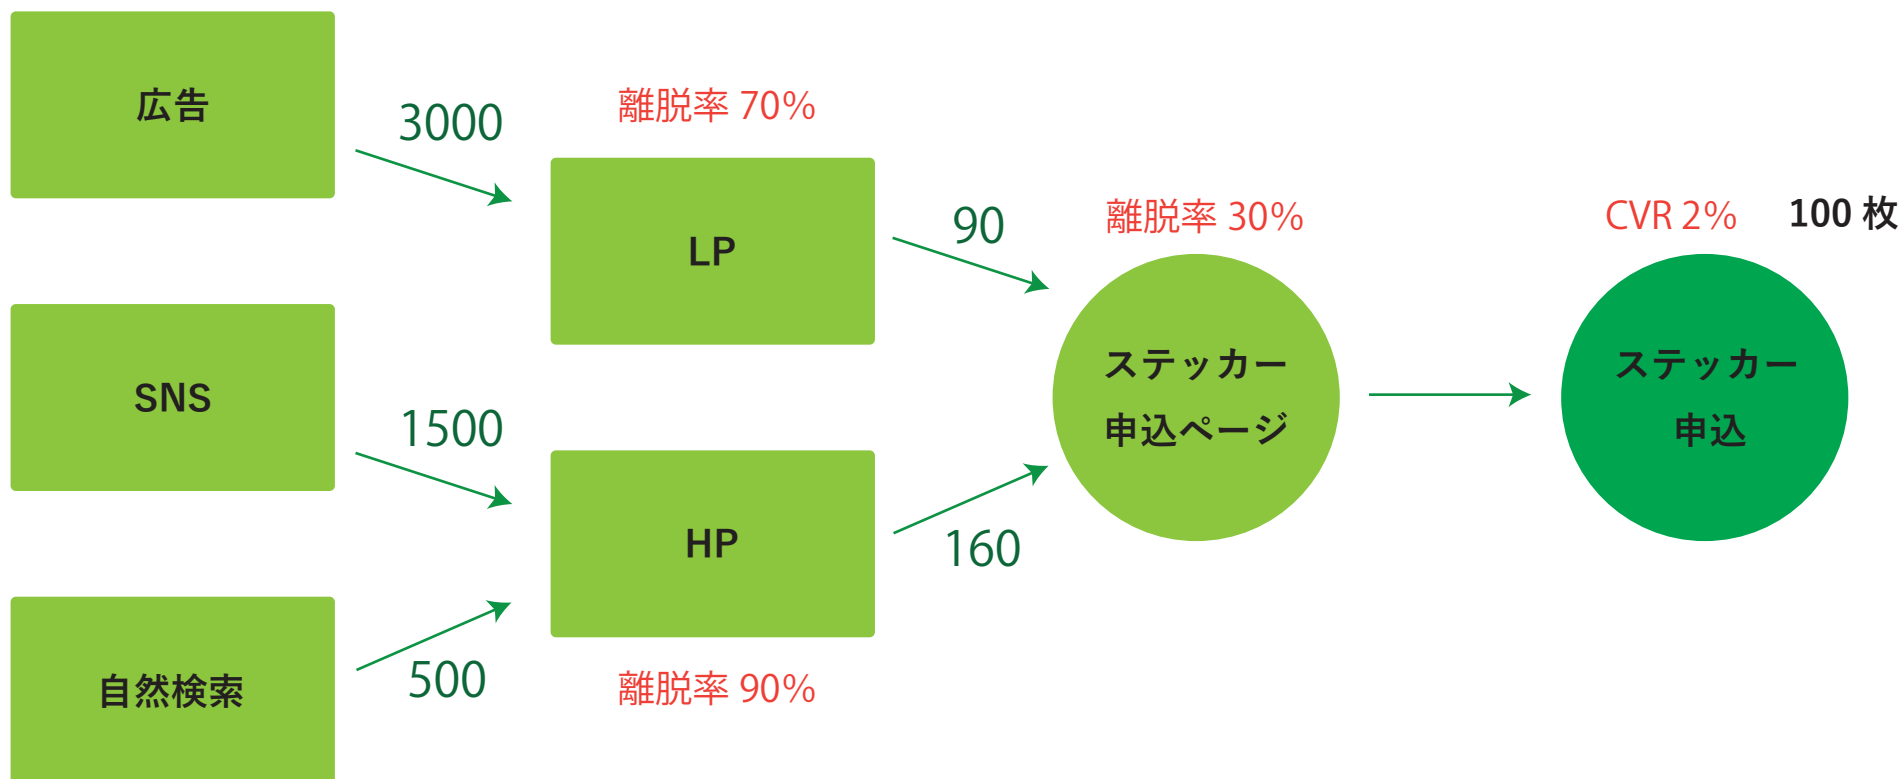 広告
3000
離脱率 70%
LP
90
離脱率 30%
CVR 2%
100 枚
SNS
1500
ステッカー
申込ページ
ステッカー
申込
HP
160
自然検索
500
離脱率 90%